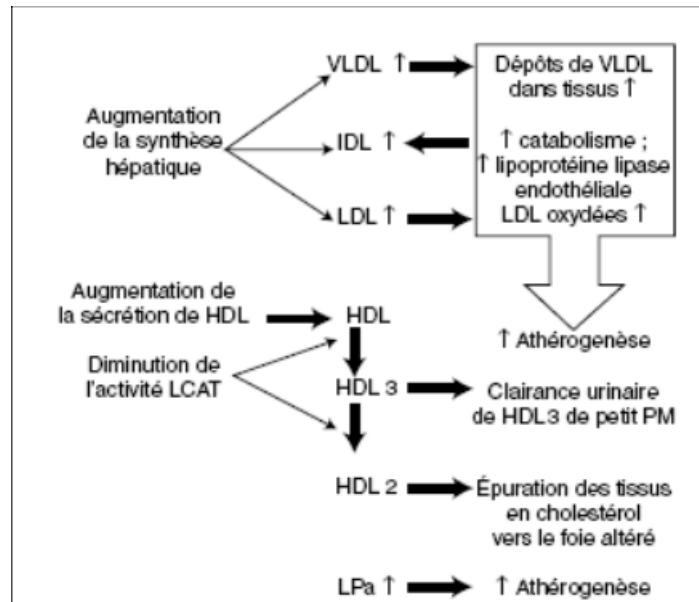 VLDL ↑
Dépôts de VLDL
dans tissus ↑
Augmentation
de la synthèse
hépatique
IDL ↑
↑ catabolisme ;
↑ lipoprotéine lipase
endothéliale
LDL ↑
LDL oxydées ↑
Augmentation de
la sécrétion de HDL
HDL
↑ Athérogenèse
Diminution de
l'activité LCAT
HDL 3
Clairance urinaire
de HDL3 de petit PM
HDL 2
Épuration des tissus
en cholestérol
vers le foie altéré
LPa ↑
↑ Athérogenèse